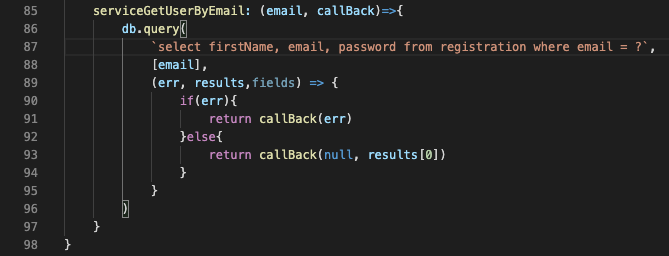 85 serviceGetUserByEmail: (email, callBack)=>{
86 db.query(
87 `select firstName, email, password from registration where email = ?`,
88 [email],
89 (err, results,fields) => {
90 if(err){
91 return callBack(err)
92 }else{
93 return callBack(null, results[0])
94 }
95 }
96 )
97 }
98 }